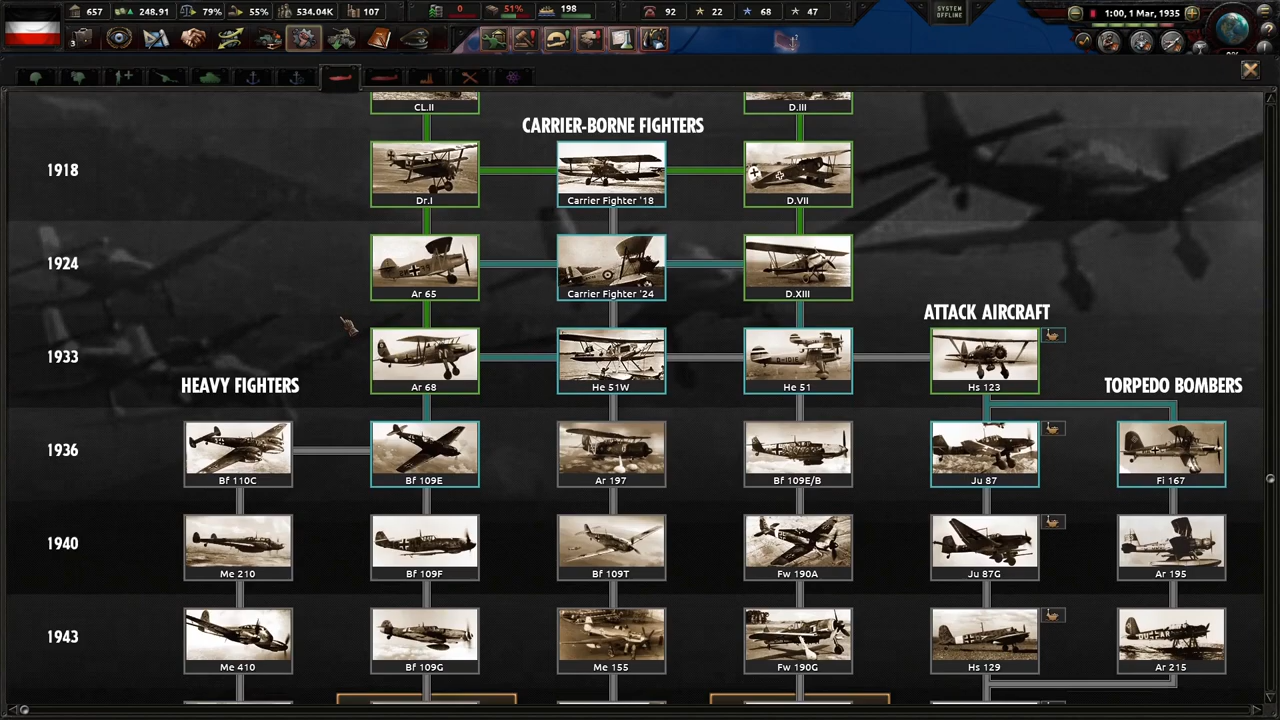 657 248.91 79% 55% 534.04K 107 0 51% 198 92 22 68 47 SYSTEM OFFLINE 1:00, 1 Mar, 1935
3
CL.II D.III
CARRIER-BORNE FIGHTERS
1918
Dr.I Carrier Fighter '18 D.VII
1924
Ar 65 Carrier Fighter '24 D.XIII
ATTACK AIRCRAFT
1933
HEAVY FIGHTERS Ar 68 He 51W He 51 Hs 123 TORPEDO BOMBERS
1936
Bf 110C Bf 109E Ar 197 Bf 109E/B Ju 87 Fi 167
1940
Me 210 Bf 109F Bf 109T Fw 190A Ju 87G Ar 195
1943
Me 410 Bf 109G Me 155 Fw 190G Hs 129 Ar 215